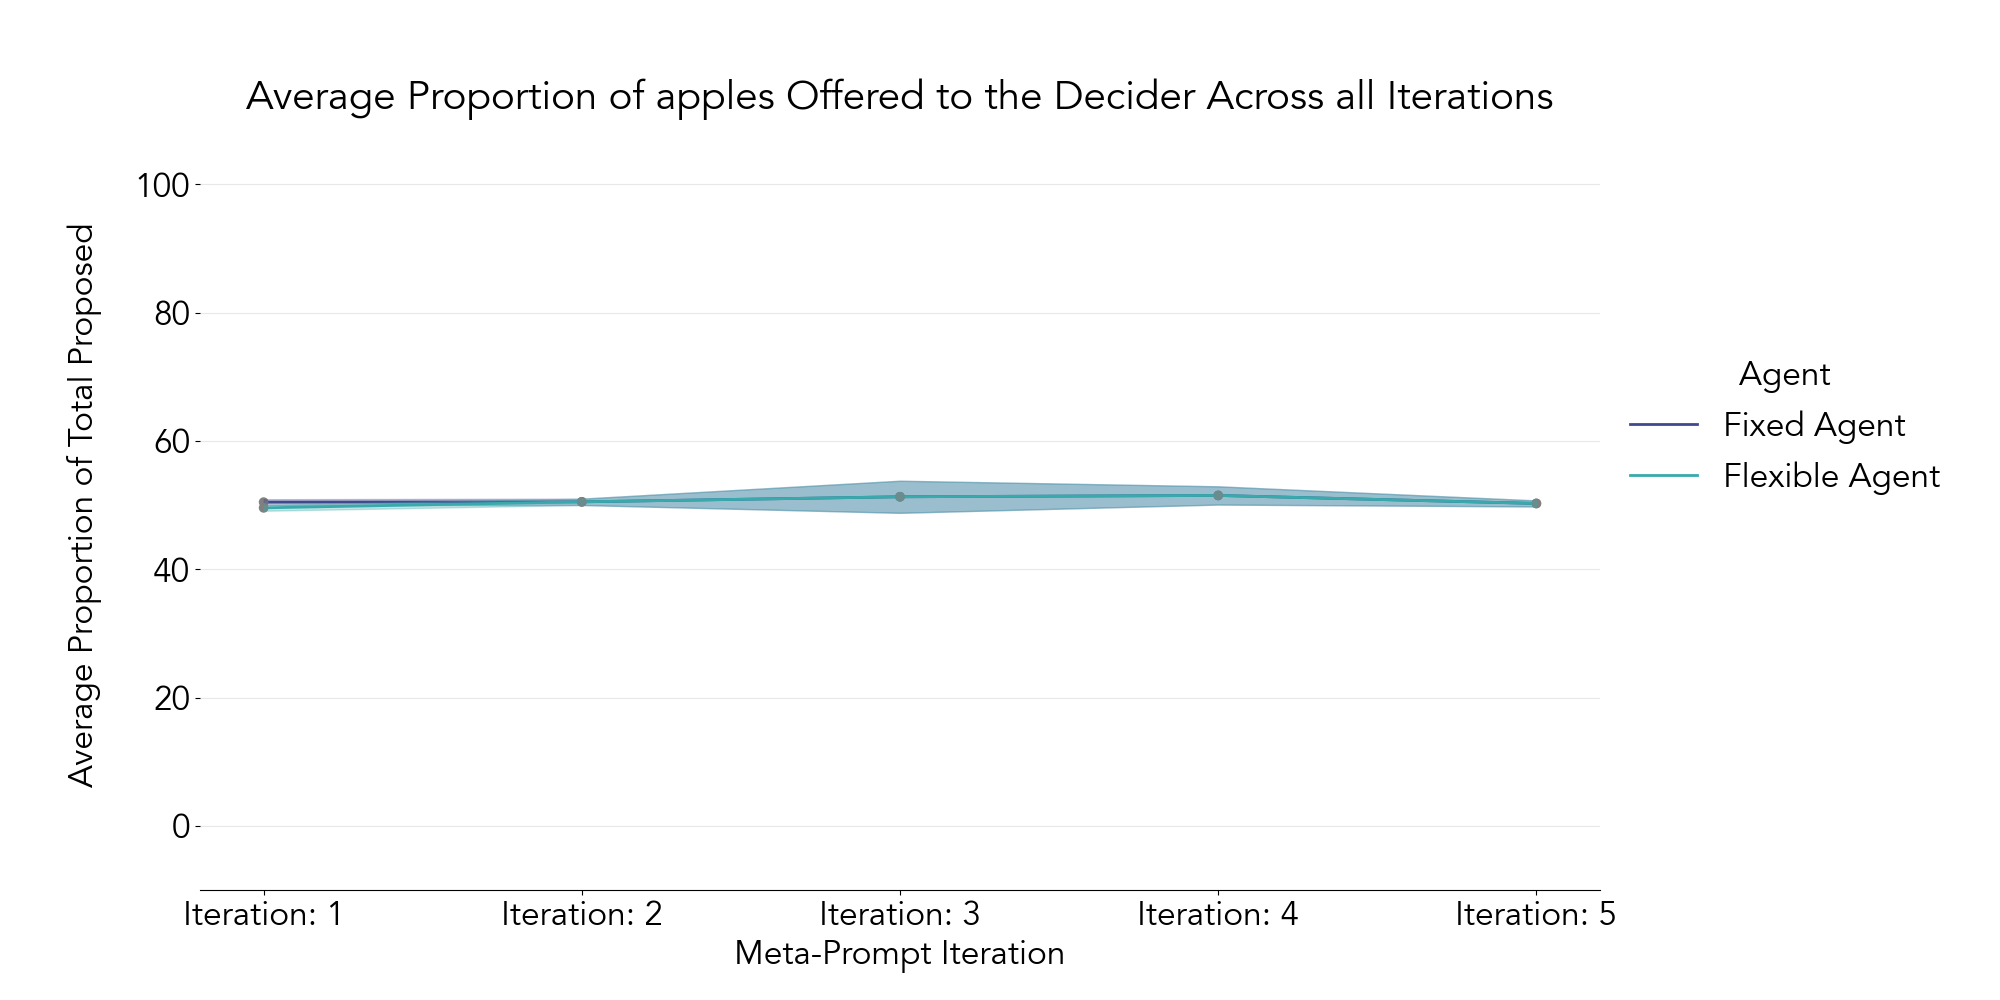 Average Proportion of apples Offered to the Decider Across all Iterations
Average Proportion of Total Proposed
100
80
60
40
20
0
Iteration: 1
Iteration: 2
Iteration: 3
Iteration: 4
Iteration: 5
Meta-Prompt Iteration
Agent
Fixed Agent
Flexible Agent